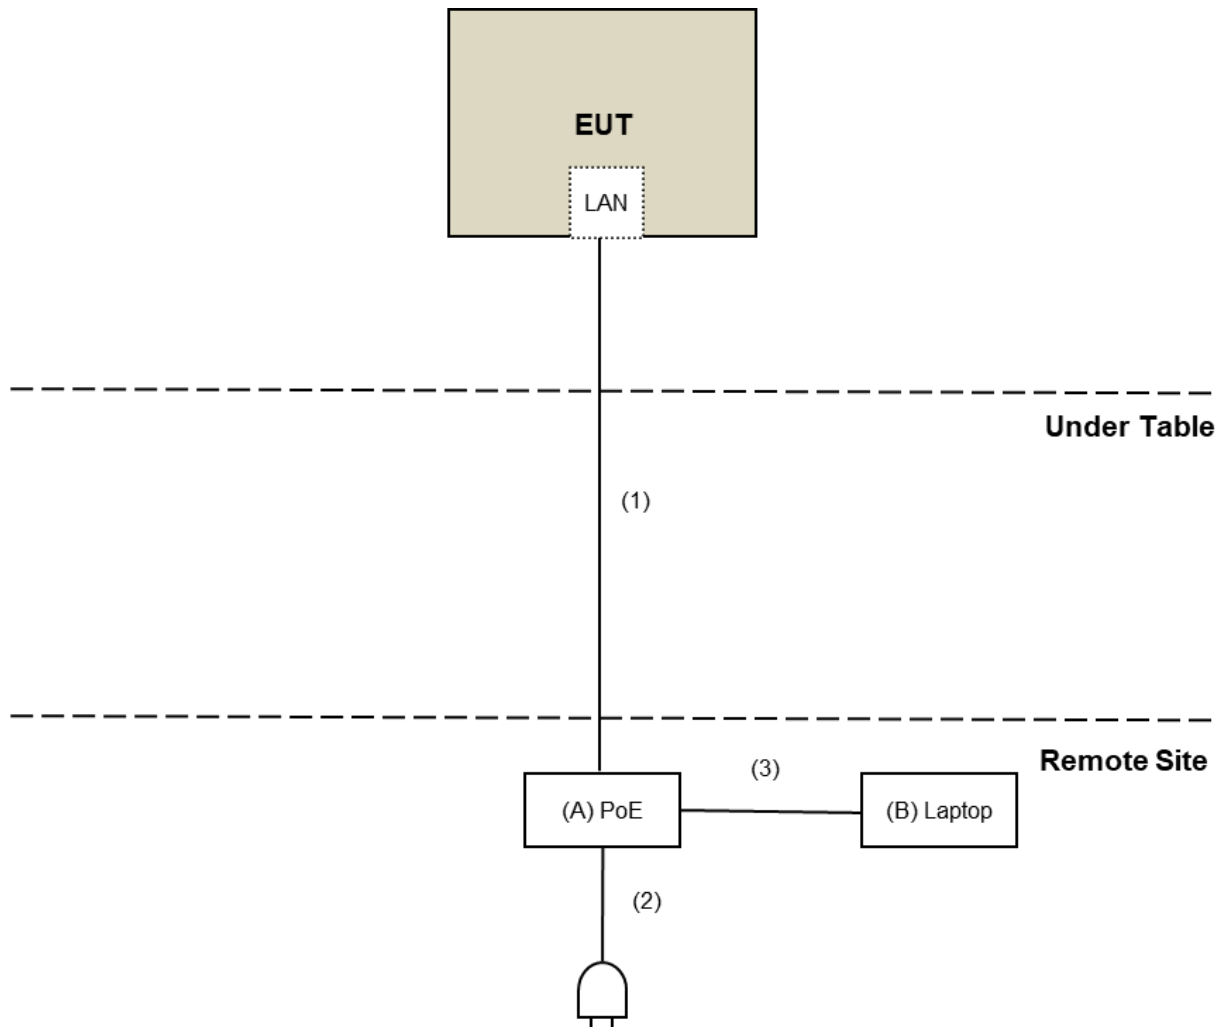 EUT
LAN
Under Table
(1)
Remote Site
(3)
(A) PoE
(B) Laptop
(2)